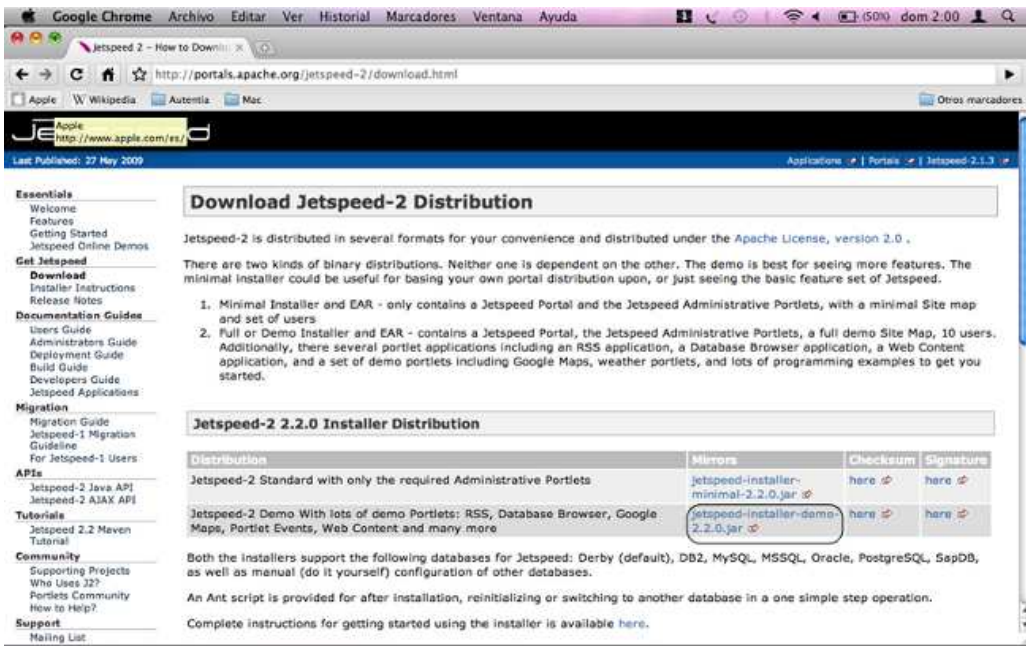 Google Chrome Archivo Editar Ver Historial Marcadores Ventana Ayuda (50%) dom 2:00
Jetspeed 2 – How to Downlo
http://portals.apache.org/jetspeed-2/download.html
Apple W Wikipedia Autentia Mac Otros marcadores
Apple
http://www.apple.com/es/
Last Published: 27 May 2009 Applications | Portals | Jetspeed-2.1.3
Essentials
Welcome
Features
Getting Started
Jetspeed Online Demos
Get Jetspeed
Download
Installer Instructions
Release Notes
Documentation Guides
Users Guide
Administrators Guide
Deployment Guide
Build Guide
Developers Guide
Jetspeed Applications
Migration
Migration Guide
Jetspeed-1 Migration
Guideline
For Jetspeed-1 Users
APIs
Jetspeed-2 Java API
Jetspeed-2 AJAX API
Tutorials
Jetspeed 2.2 Maven
Tutorial
Community
Supporting Projects
Who Uses J2?
Portlets Community
How to Help?
Support
Mailing List
Download Jetspeed-2 Distribution
Jetspeed-2 is distributed in several formats for your convenience and distributed under the Apache License, version 2.0 .
There are two kinds of binary distributions. Neither one is dependent on the other. The demo is best for seeing more features. The
minimal installer could be useful for basing your own portal distribution upon, or just seeing the basic feature set of Jetspeed.
1. Minimal Installer and EAR - only contains a Jetspeed Portal and the Jetspeed Administrative Portlets, with a minimal Site map
and set of users
2. Full or Demo Installer and EAR - contains a Jetspeed Portal, the Jetspeed Administrative Portlets, a full demo Site Map, 10 users.
Additionally, there several portlet applications including an RSS application, a Database Browser application, a Web Content
application, and a set of demo portlets including Google Maps, weather portlets, and lots of programming examples to get you
started.
Jetspeed-2 2.2.0 Installer Distribution
Distribution Mirrors Checksum Signature
Jetspeed-2 Standard with only the required Administrative Portlets jetspeed-installer- here here
minimal-2.2.0.jar
Jetspeed-2 Demo With lots of demo Portlets: RSS, Database Browser, Google jetspeed-installer-demo- here here
Maps, Portlet Events, Web Content and many more 2.2.0.jar
Both the installers support the following databases for Jetspeed: Derby (default), DB2, MySQL, MSSQL, Oracle, PostgreSQL, SapDB,
as well as manual (do it yourself) configuration of other databases.
An Ant script is provided for after installation, reinitializing or switching to another database in a one simple step operation.
Complete instructions for getting started using the installer is available here.